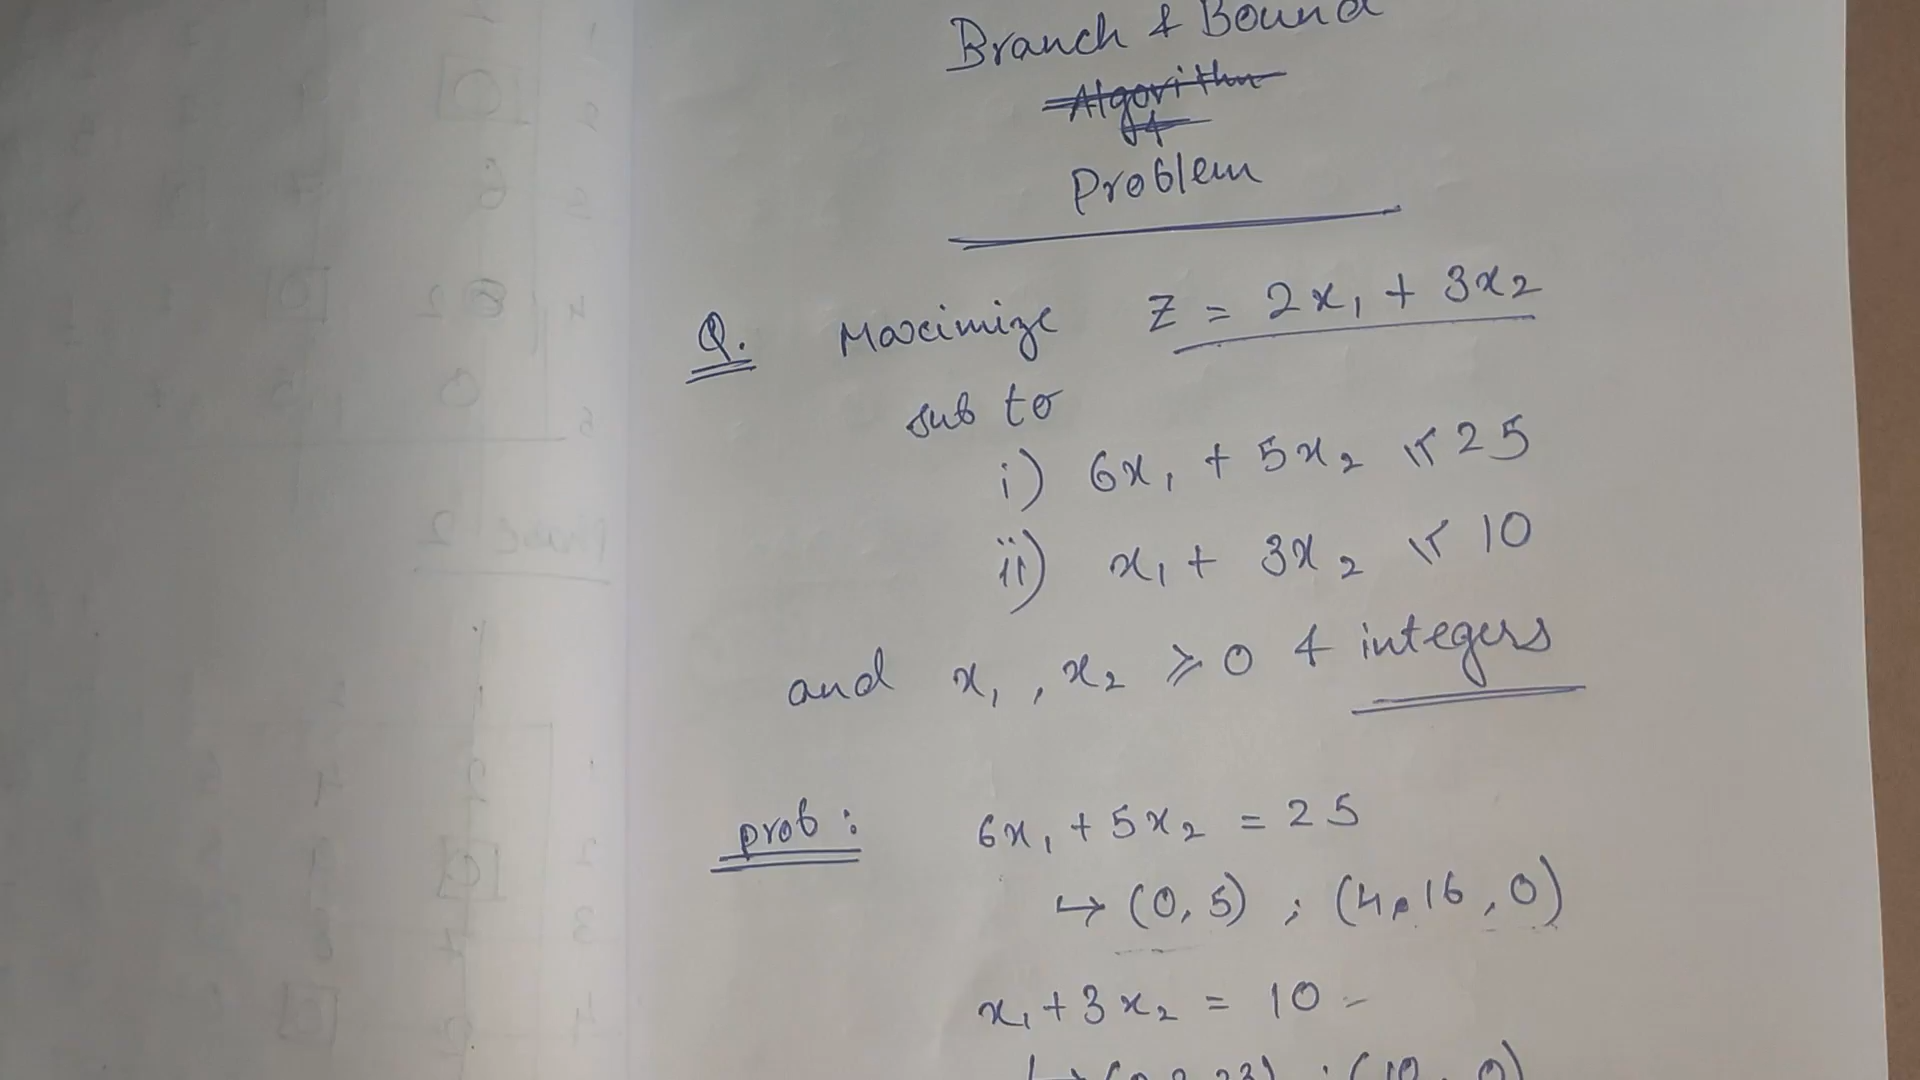 Branch & Bound
Algorithm
&
Problem
Q. Maximize Z = 2x₁ + 3x₂
sub to
i) 6x₁ + 5x₂ ≤ 25
ii) x₁ + 3x₂ ≤ 10
and x₁, x₂ ≥ 0 & integers
prob: 6x₁ + 5x₂ = 25
↳ (0, 5) ; (4.16, 0)
x₁ + 3x₂ = 10